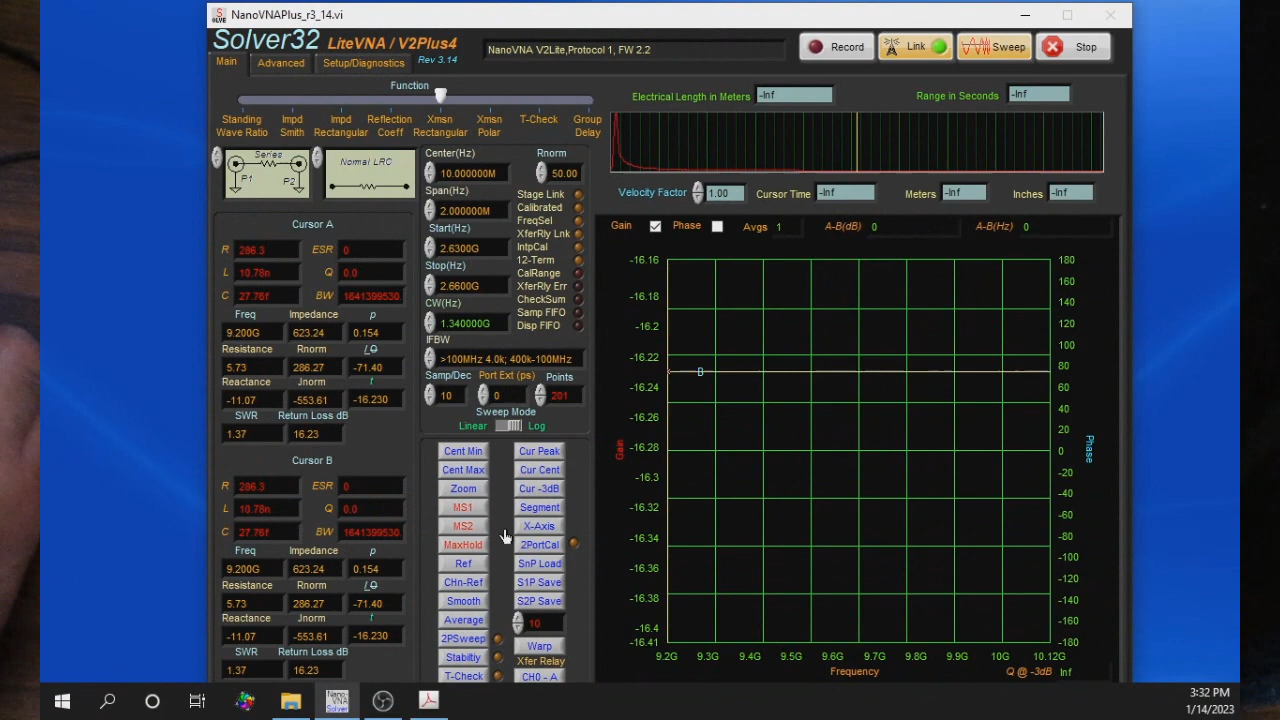 NanoVNAPlus_r3_14.vi
Solver32 LiteVNA / V2Plus4
Rev 3.14
NanoVNA V2Lite,Protocol 1, FW 2.2
Record Link Sweep Stop
Main Advanced Setup/Diagnostics
Function
Standing Wave Ratio
Impd Smith
Impd Rectangular
Reflection Coeff
Xmsn Rectangular
Xmsn Polar
T-Check
Group Delay
Electrical Length in Meters -Inf
Range in Seconds -Inf
Velocity Factor 1.00 Cursor Time -Inf Meters -Inf Inches -Inf
Series
P1 P2
Normal LRC
Center(Hz)
10.000000M
Rnorm
50.00
Span(Hz)
2.000000M
Start(Hz)
2.6300G
Stop(Hz)
2.6600G
CW(Hz)
1.340000G
IFBW
>100MHz 4.0k; 400k-100MHz
Samp/Dec Port Ext (ps) Points
10 0 201
Sweep Mode
Linear Log
Stage Link
Calibrated
FreqSel
XferRly Lnk
IntpCal
12-Term
CalRange
XferRly Err
CheckSum
Samp FIFO
Disp FIFO
Cursor A
R 286.3 ESR 0
L 10.78n Q 0.0
C 27.76f BW 1641399530.
Freq Impedance p
9.200G 623.24 0.154
Resistance Rnorm
5.73 286.27 -71.40
Reactance Jnorm t
-11.07 -553.61 -16.230
SWR Return Loss dB
1.37 16.23
Cursor B
R 286.3 ESR 0
L 10.78n Q 0.0
C 27.76f BW 1641399530.
Freq Impedance p
9.200G 623.24 0.154
Resistance Rnorm
5.73 286.27 -71.40
Reactance Jnorm t
-11.07 -553.61 -16.230
SWR Return Loss dB
1.37 16.23
Cent Min Cur Peak
Cent Max Cur Cent
Zoom Cur -3dB
MS1 Segment
MS2 X-Axis
MaxHold 2PortCal
Ref SnP Load
CHn-Ref S1P Save
Smooth S2P Save
Average 10
2PSweep Warp
Stabiltiy Xfer Relay
T-Check CH0 - A
Gain Phase Avgs 1 A-B(dB) 0 A-B(Hz) 0
-16.16
-16.18
-16.2
-16.22
-16.24
-16.26
-16.28
-16.3
-16.32
-16.34
-16.36
-16.38
-16.4
-16.41
Gain
B
180
160
140
120
100
80
60
40
20
0
-20
-40
-60
-80
-100
-120
-140
-160
-180
Phase
9.2G 9.3G 9.4G 9.5G 9.6G 9.7G 9.8G 9.9G 10G 10.12G
Frequency
Q @ -3dB Inf
3:32 PM
1/14/2023